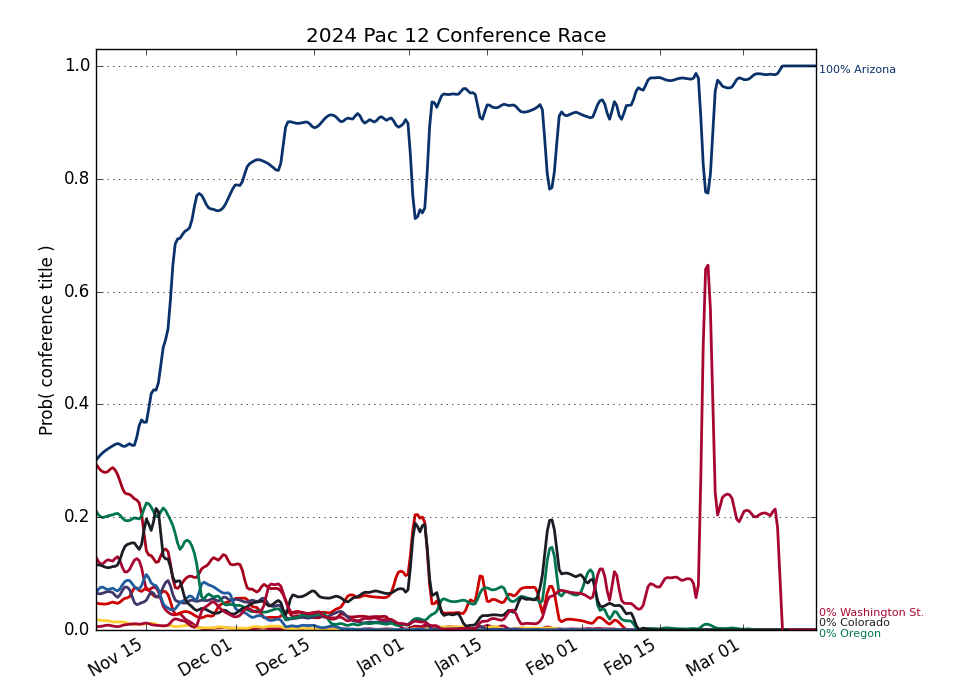 2024 Pac 12 Conference Race
Prob( conference title )
1.0
0.8
0.6
0.4
0.2
0.0
Nov 15
Dec 01
Dec 15
Jan 01
Jan 15
Feb 01
Feb 15
Mar 01
100% Arizona
0% Washington St.
0% Colorado
0% Oregon